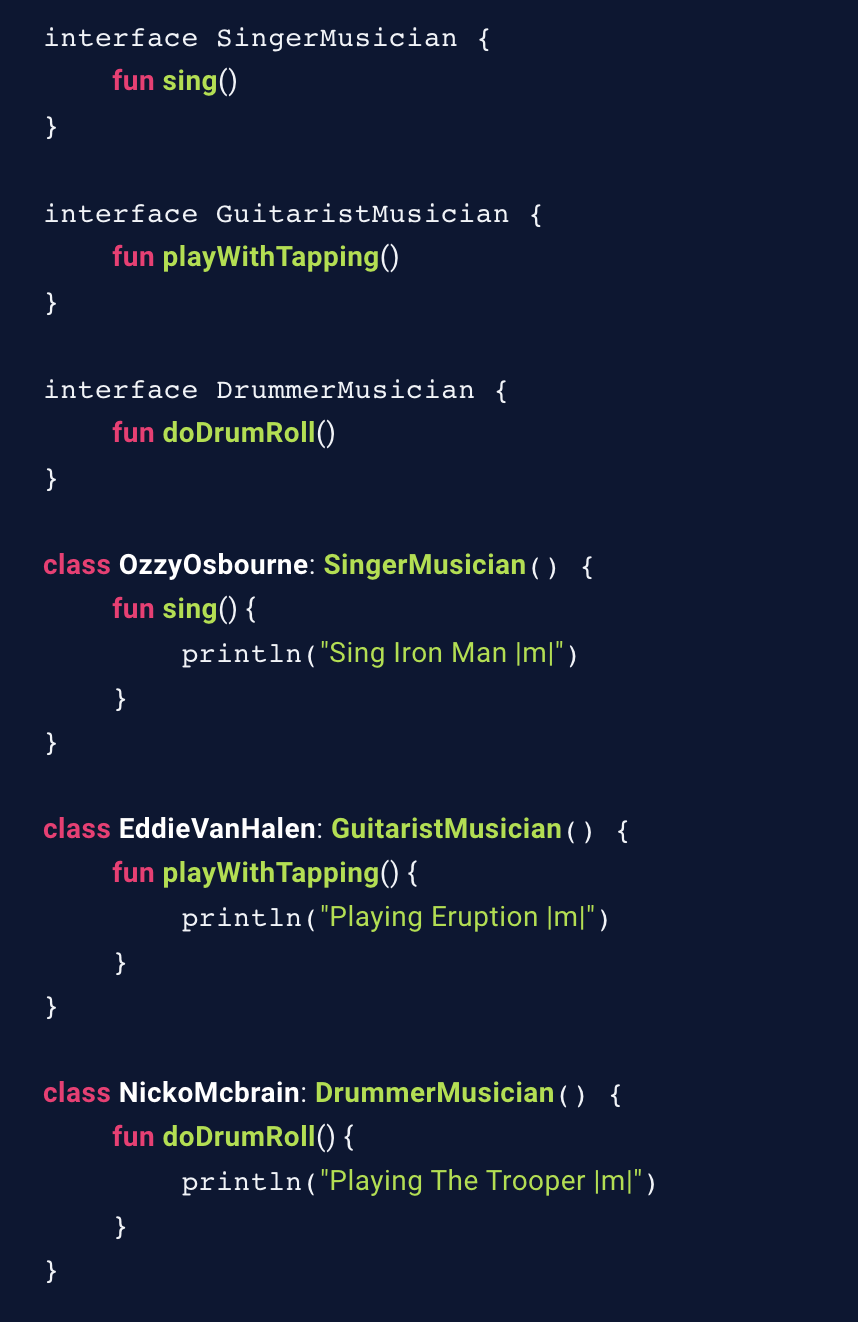 interface SingerMusician {
fun sing()
}
interface GuitaristMusician {
fun playWithTapping()
}
interface DrummerMusician {
fun doDrumRoll()
}
class OzzyOsbourne: SingerMusician() {
fun sing() {
println("Sing Iron Man |m|")
}
}
class EddieVanHalen: GuitaristMusician() {
fun playWithTapping() {
println("Playing Eruption |m|")
}
}
class NickoMcbrain: DrummerMusician() {
fun doDrumRoll() {
println("Playing The Trooper |m|")
}
}